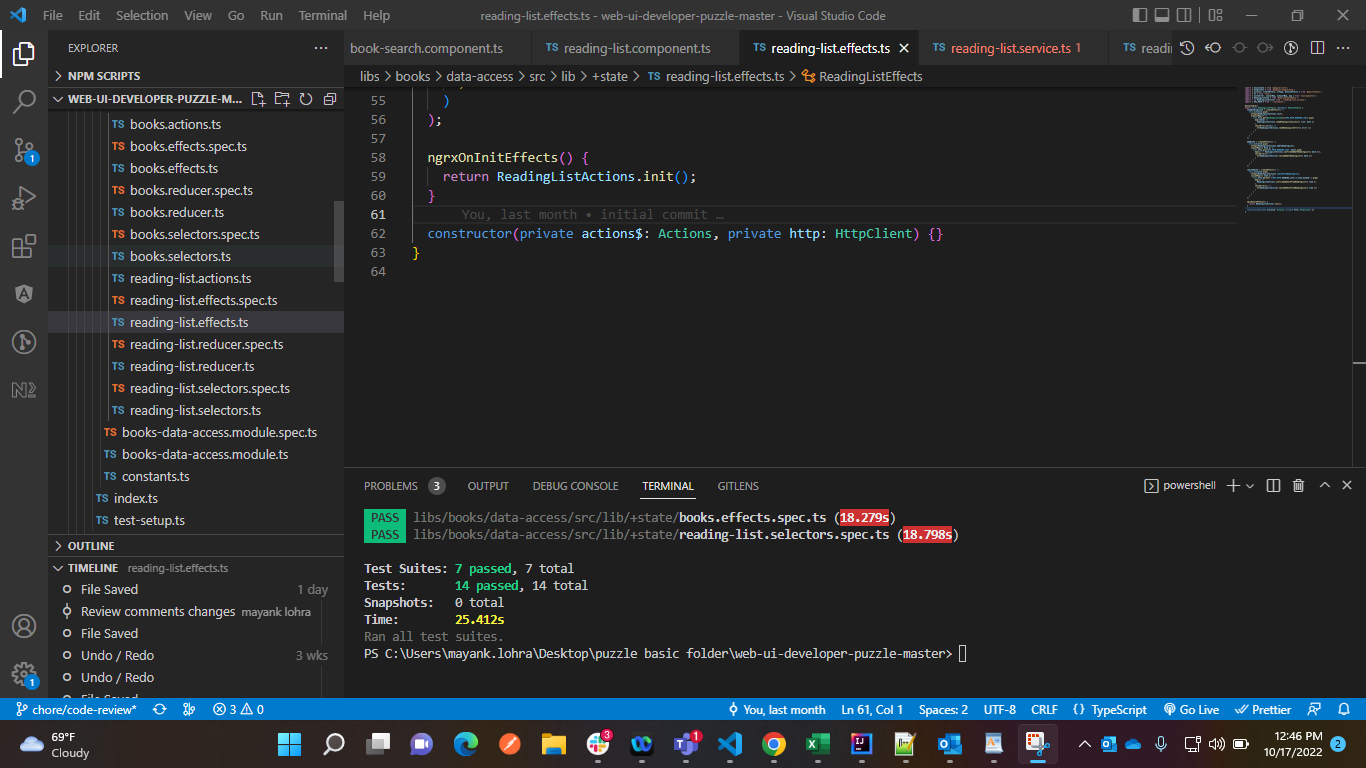 File Edit Selection View Go Run Terminal Help
reading-list.effects.ts - web-ui-developer-puzzle-master - Visual Studio Code
EXPLORER
NPM SCRIPTS
WEB-UI-DEVELOPER-PUZZLE-M...
TS books.actions.ts
TS books.effects.spec.ts
TS books.effects.ts
TS books.reducer.spec.ts
TS books.reducer.ts
TS books.selectors.spec.ts
TS books.selectors.ts
TS reading-list.actions.ts
TS reading-list.effects.spec.ts
TS reading-list.effects.ts
TS reading-list.reducer.spec.ts
TS reading-list.reducer.ts
TS reading-list.selectors.spec.ts
TS reading-list.selectors.ts
TS books-data-access.module.spec.ts
TS books-data-access.module.ts
TS constants.ts
TS index.ts
TS test-setup.ts
OUTLINE
TIMELINE reading-list.effects.ts
File Saved 1 day
Review comments changes mayank lohra
File Saved
Undo / Redo 3 wks
Undo / Redo
File Saved
1
1
book-search.component.ts
TS reading-list.component.ts
TS reading-list.effects.ts
TS reading-list.service.ts 1
TS readi
libs > books > data-access > src > lib > +state > TS reading-list.effects.ts > ReadingListEffects
55 )
56 );
57
58 ngrxOnInitEffects() {
59 return ReadingListActions.init();
60 }
61 You, last month • initial commit …
62 constructor(private actions$: Actions, private http: HttpClient) {}
63 }
64
PROBLEMS 3 OUTPUT DEBUG CONSOLE TERMINAL GITLENS
powershell
PASS libs/books/data-access/src/lib/+state/books.effects.spec.ts (18.279s)
PASS libs/books/data-access/src/lib/+state/reading-list.selectors.spec.ts (18.798s)
Test Suites: 7 passed, 7 total
Tests: 14 passed, 14 total
Snapshots: 0 total
Time: 25.412s
Ran all test suites.
PS C:\Users\mayank.lohra\Desktop\puzzle basic folder\web-ui-developer-puzzle-master>
chore/code-review* 3 0
You, last month Ln 61, Col 1 Spaces: 2 UTF-8 CRLF {} TypeScript Go Live Prettier
69°F
Cloudy
3
1
12:46 PM
10/17/2022
2